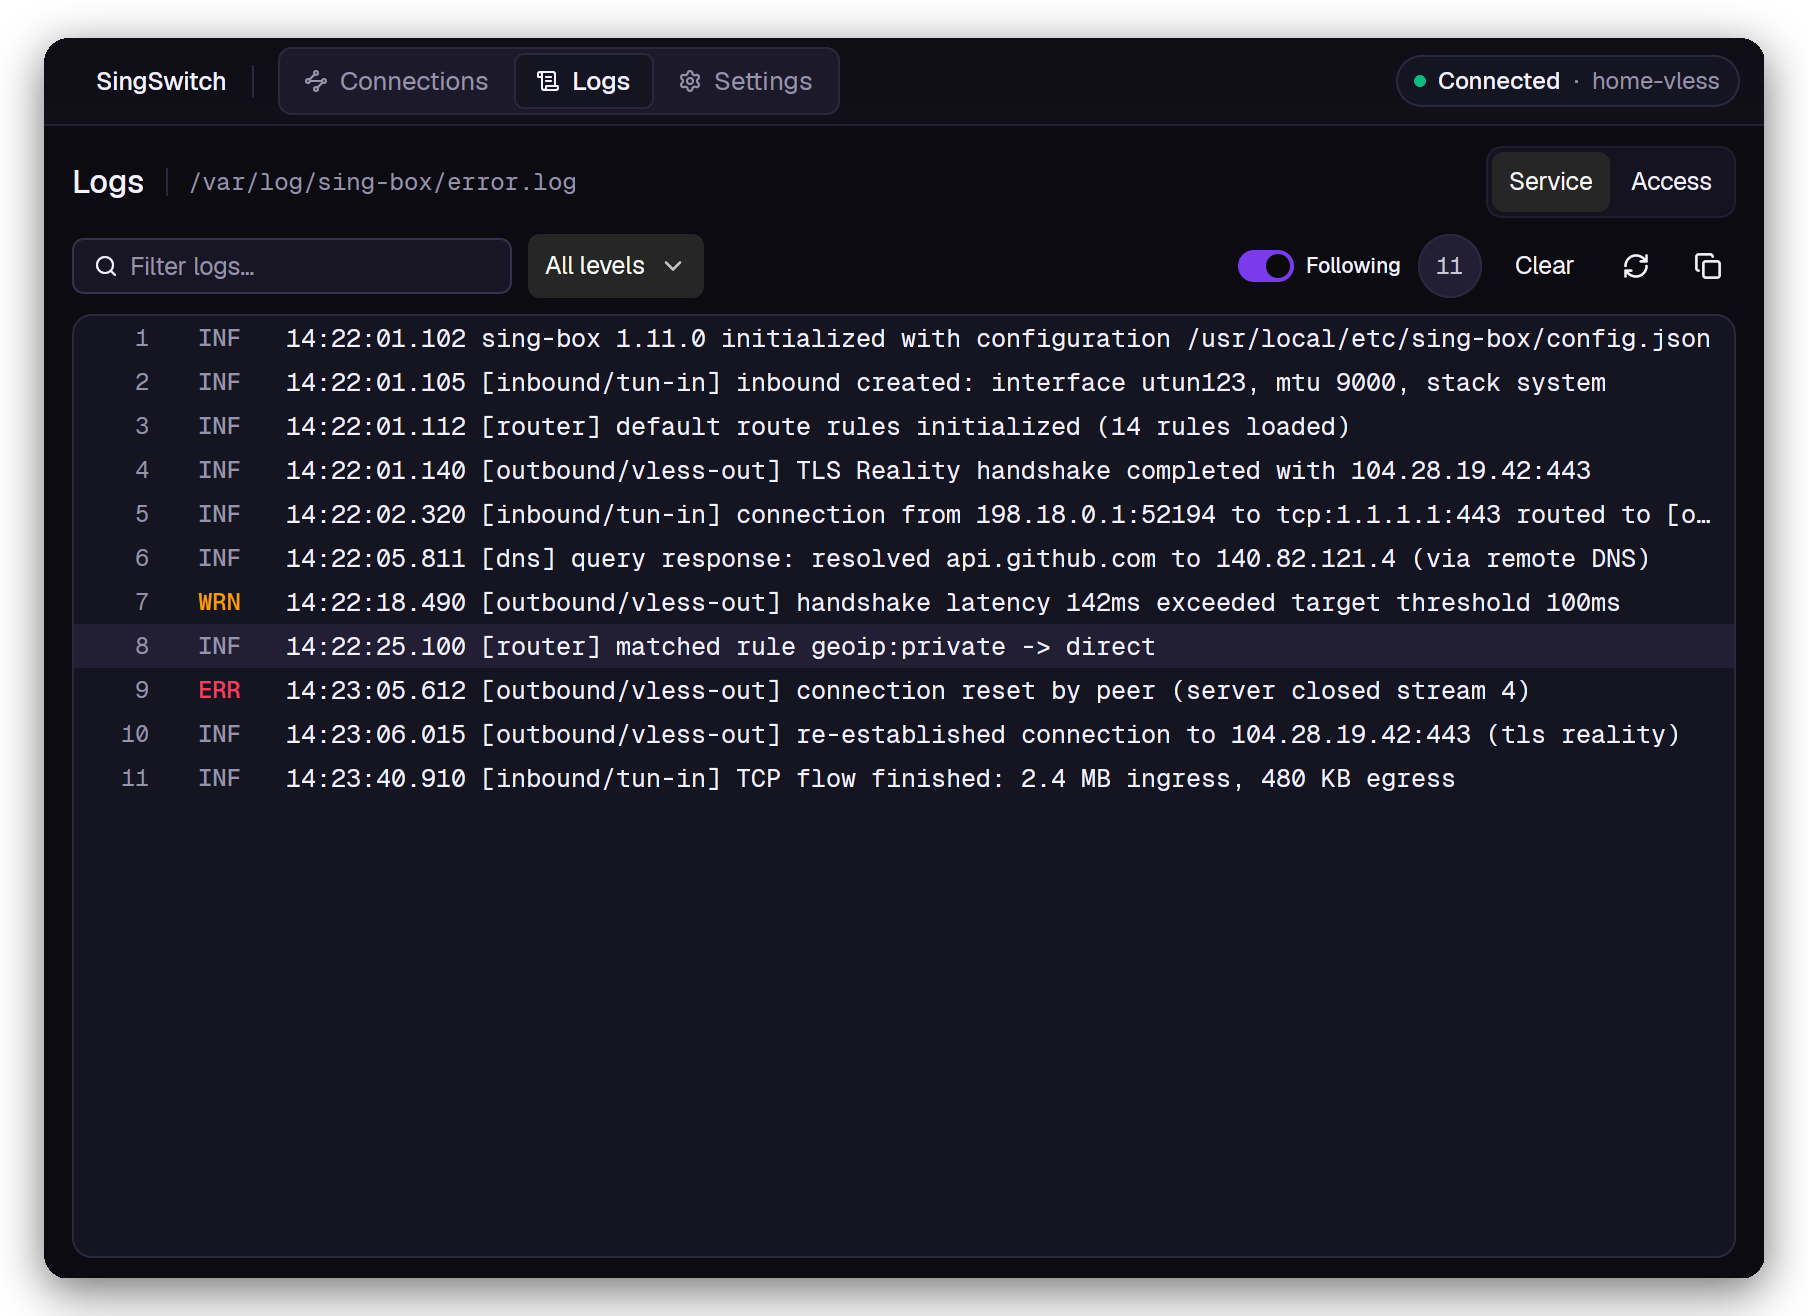 SingSwitch
Connections
Logs
Settings
Connected · home-vless
Logs
/var/log/sing-box/error.log
Service
Access
Filter logs...
All levels
Following
11
Clear
1 INF 14:22:01.102 sing-box 1.11.0 initialized with configuration /usr/local/etc/sing-box/config.json
2 INF 14:22:01.105 [inbound/tun-in] inbound created: interface utun123, mtu 9000, stack system
3 INF 14:22:01.112 [router] default route rules initialized (14 rules loaded)
4 INF 14:22:01.140 [outbound/vless-out] TLS Reality handshake completed with 104.28.19.42:443
5 INF 14:22:02.320 [inbound/tun-in] connection from 198.18.0.1:52194 to tcp:1.1.1.1:443 routed to [o…
6 INF 14:22:05.811 [dns] query response: resolved api.github.com to 140.82.121.4 (via remote DNS)
7 WRN 14:22:18.490 [outbound/vless-out] handshake latency 142ms exceeded target threshold 100ms
8 INF 14:22:25.100 [router] matched rule geoip:private -> direct
9 ERR 14:23:05.612 [outbound/vless-out] connection reset by peer (server closed stream 4)
10 INF 14:23:06.015 [outbound/vless-out] re-established connection to 104.28.19.42:443 (tls reality)
11 INF 14:23:40.910 [inbound/tun-in] TCP flow finished: 2.4 MB ingress, 480 KB egress